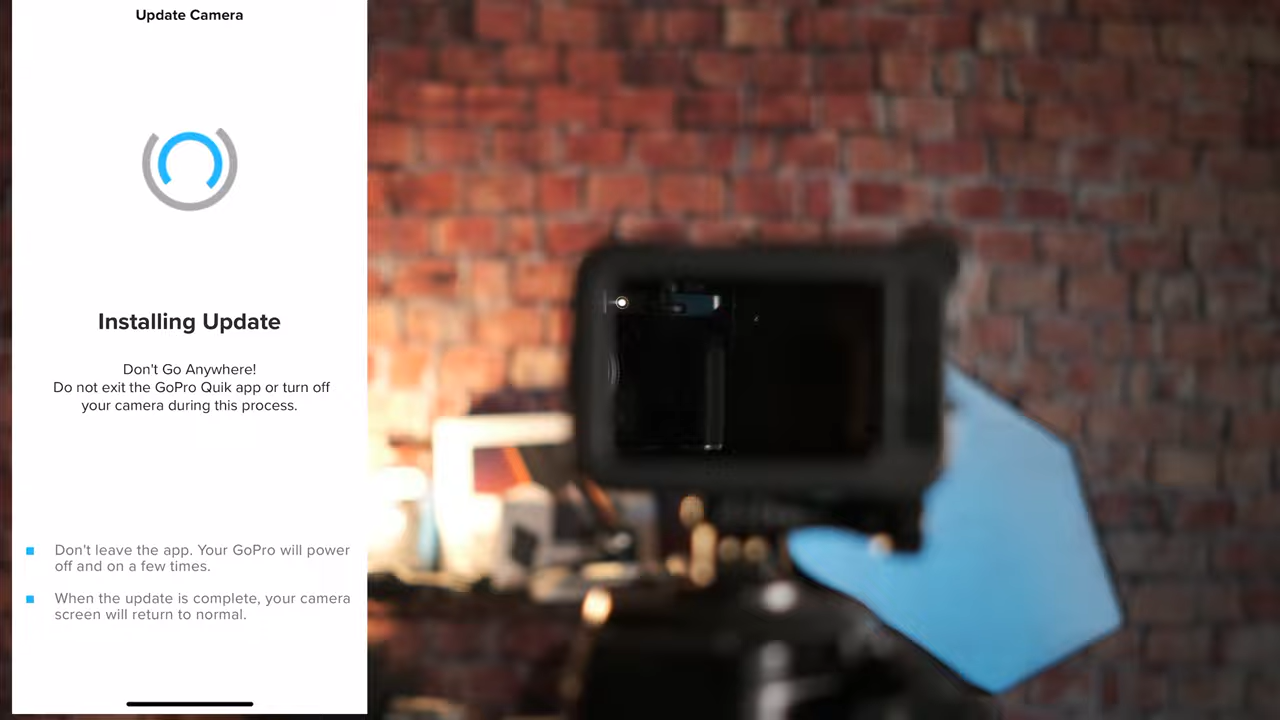 Update Camera
Installing Update
Don't Go Anywhere!
Do not exit the GoPro Quik app or turn off
your camera during this process.
Don't leave the app. Your GoPro will power
off and on a few times.
When the update is complete, your camera
screen will return to normal.